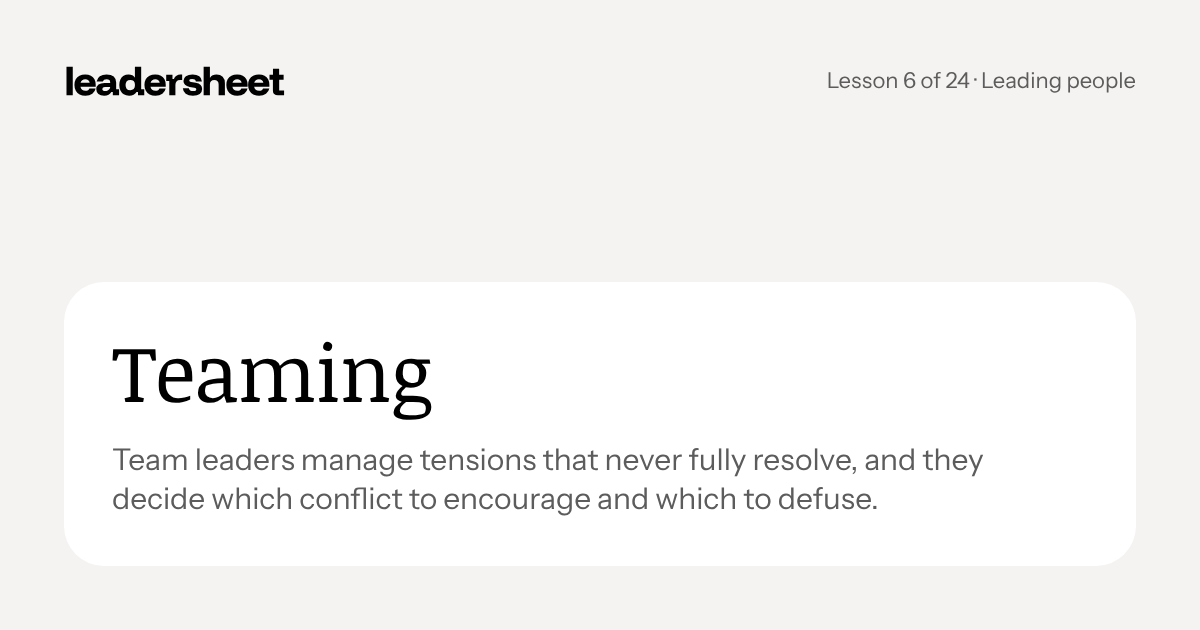 leadersheet
Lesson 6 of 24 · Leading people
Teaming
Team leaders manage tensions that never fully resolve, and they
decide which conflict to encourage and which to defuse.